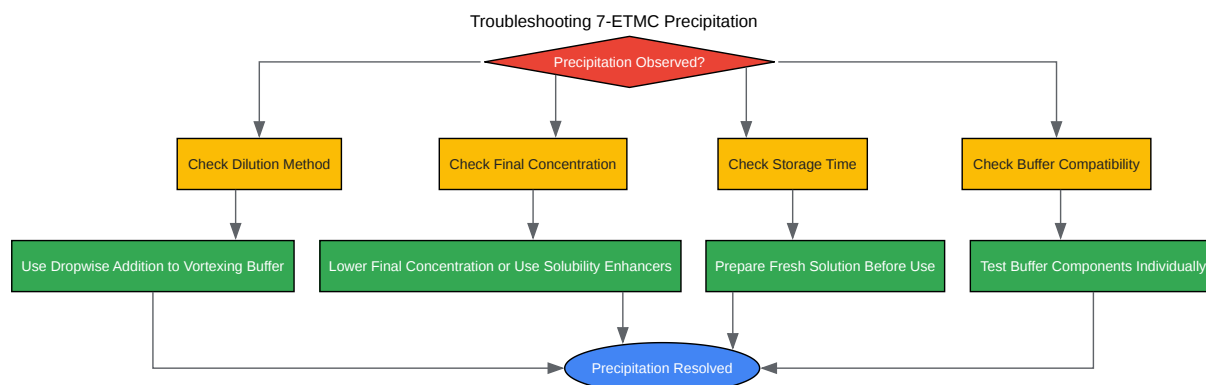 Troubleshooting 7-ETMC Precipitation
Precipitation Observed?
Check Dilution Method
Check Final Concentration
Check Storage Time
Check Buffer Compatibility
Use Dropwise Addition to Vortexing Buffer
Lower Final Concentration or Use Solubility Enhancers
Prepare Fresh Solution Before Use
Test Buffer Components Individually
Precipitation Resolved